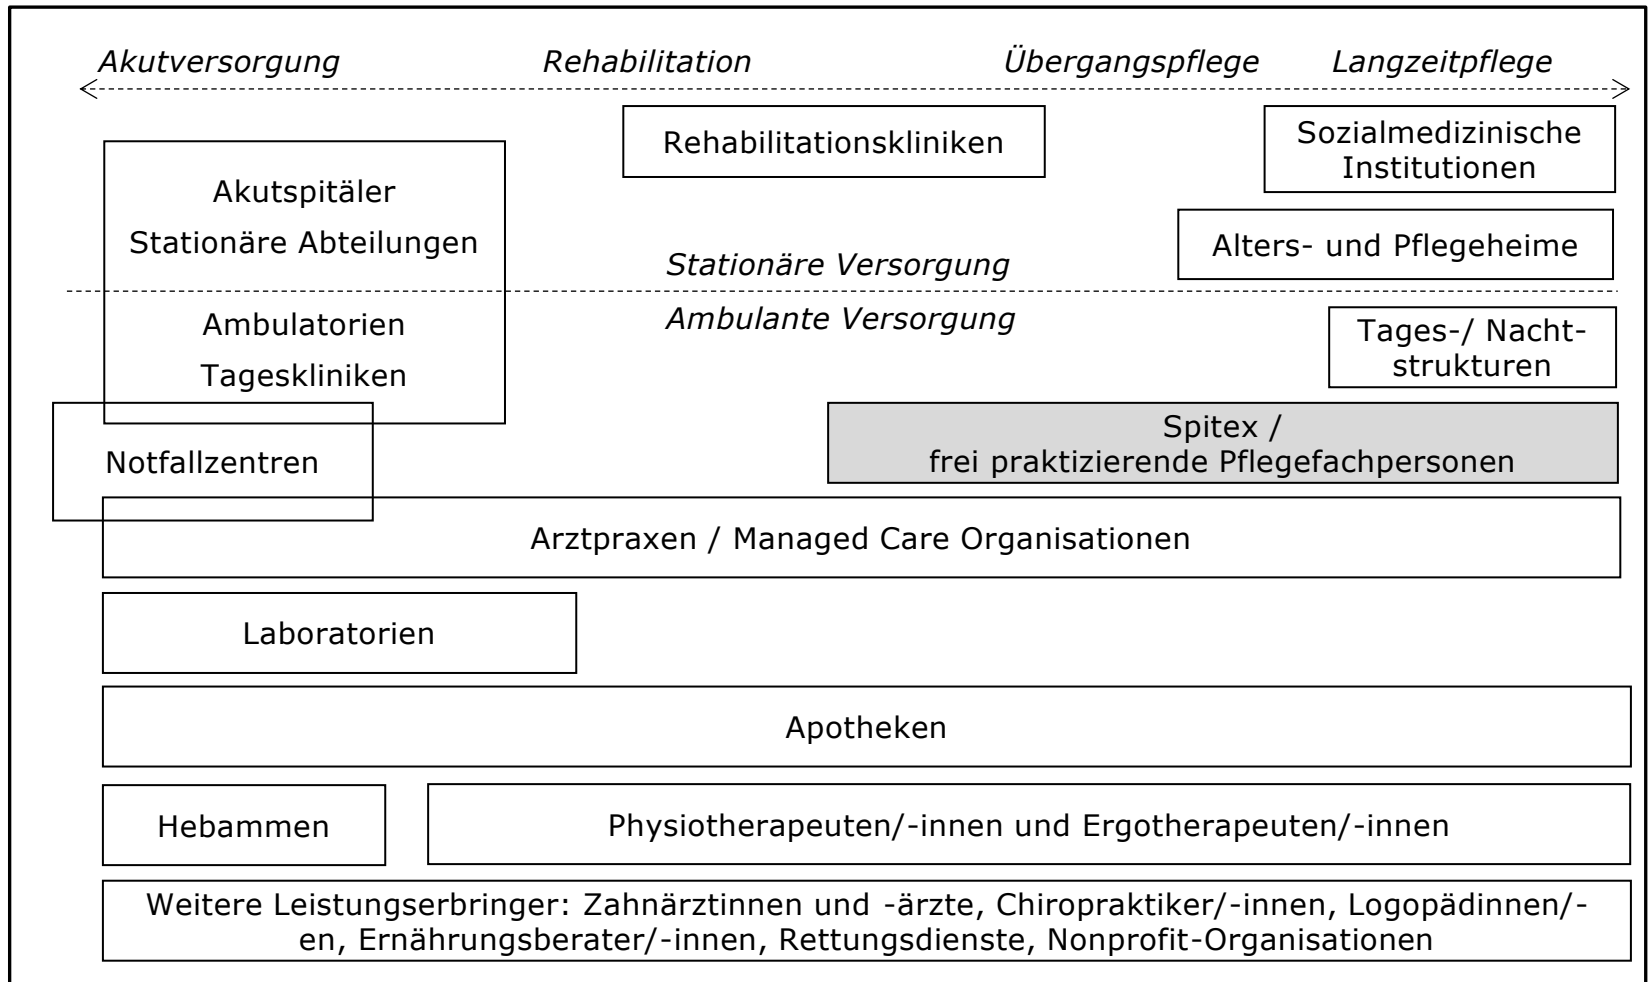 Akutversorgung Rehabilitation Übergangspflege Langzeitpflege
Rehabilitationskliniken
Sozialmedizinische
Institutionen
Akutspitäler
Stationäre Abteilungen
Alters- und Pflegeheime
Stationäre Versorgung
Ambulante Versorgung
Ambulatorien
Tageskliniken
Tages-/ Nacht-
strukturen
Spitex /
frei praktizierende Pflegefachpersonen
Notfallzentren
Arztpraxen / Managed Care Organisationen
Laboratorien
Apotheken
Hebammen
Physiotherapeuten/-innen und Ergotherapeuten/-innen
Weitere Leistungserbringer: Zahnärztinnen und -ärzte, Chiropraktiker/-innen, Logopädinnen/-
en, Ernährungsberater/-innen, Rettungsdienste, Nonprofit-Organisationen